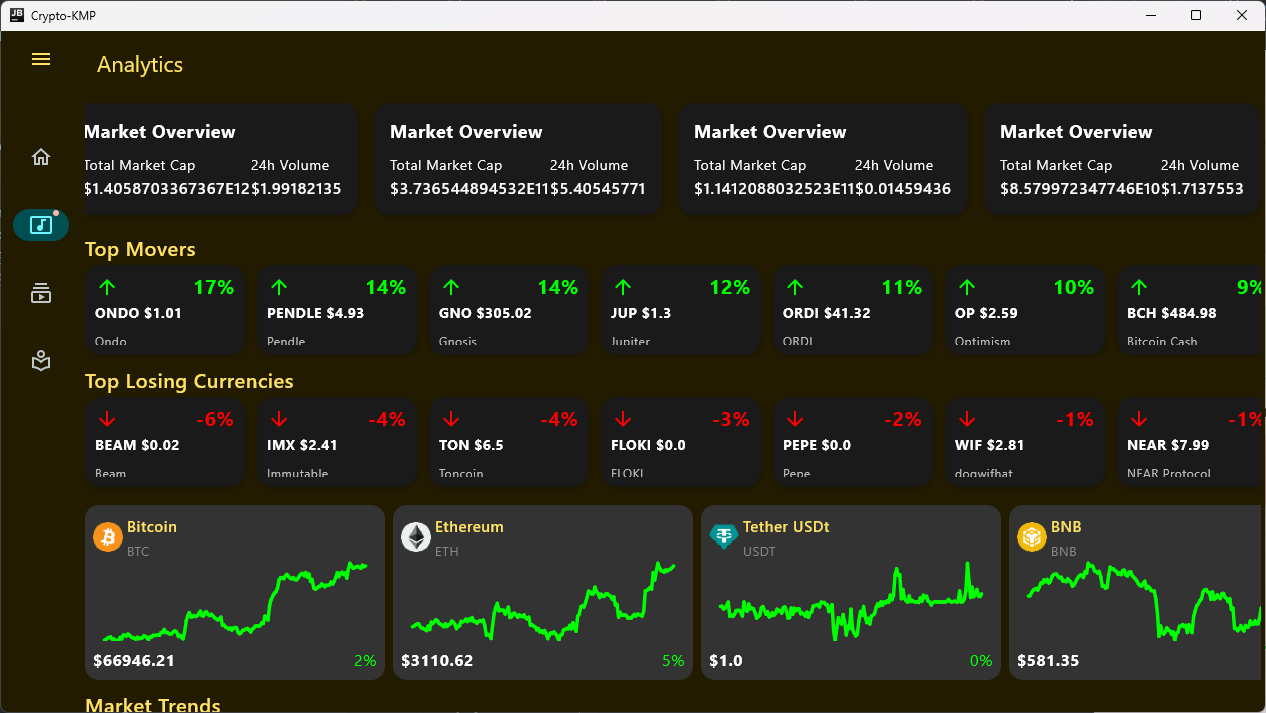 Crypto-KMP
Analytics
Market Overview Market Overview Market Overview Market Overview
Total Market Cap 24h Volume Total Market Cap 24h Volume Total Market Cap 24h Volume Total Market Cap 24h Volume
$1.4058703367367E12 $1.99182135 $3.736544894532E11 $5.40545771 $1.1412088032523E11 $0.01459436 $8.579972347746E10 $1.7137553
Top Movers
17% 14% 14% 12% 11% 10% 9%
ONDO $1.01 PENDLE $4.93 GNO $305.02 JUP $1.3 ORDI $41.32 OP $2.59 BCH $484.98
Ondo Pendle Gnosis Jupiter ORDI Optimism Bitcoin Cash
Top Losing Currencies
-6% -4% -4% -3% -2% -1% -1%
BEAM $0.02 IMX $2.41 TON $6.5 FLOKI $0.0 PEPE $0.0 WIF $2.81 NEAR $7.99
Beam Immutable Toncoin FLOKI Pepe dogwifhat NEAR Protocol
Bitcoin Ethereum Tether USDt BNB
BTC ETH USDT BNB
$66946.21 2% $3110.62 5% $1.0 0% $581.35
Market Trends